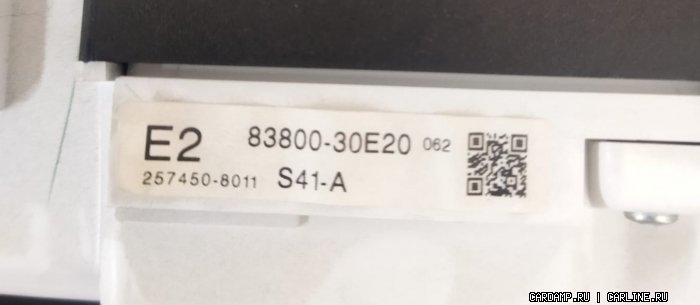 E2 83800-30E20 062
257450-8011 S41-A
CARDAMP.RU | CARLINE.RU